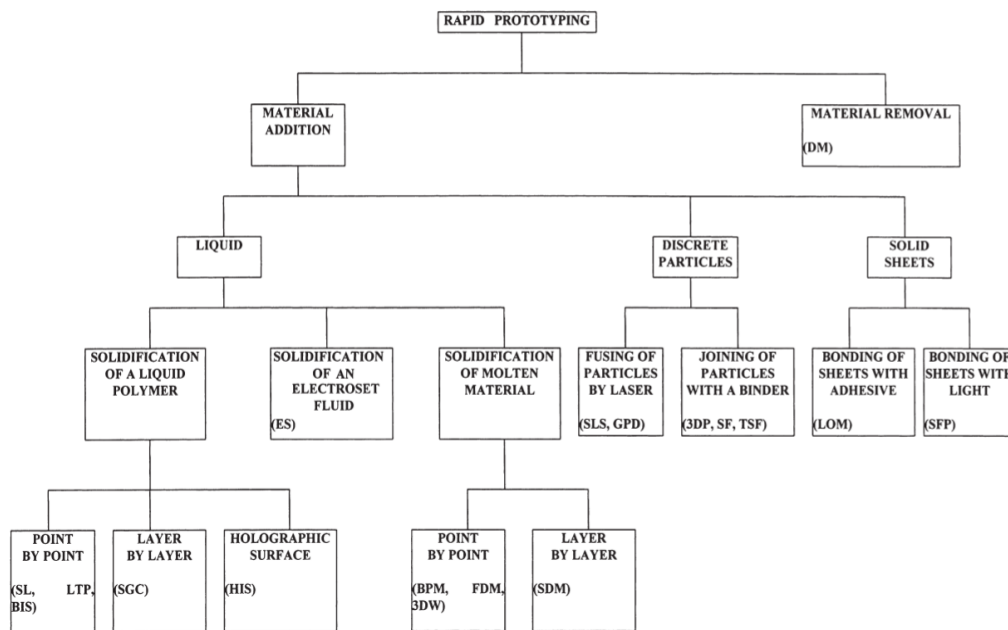 RAPID PROTOTYPING
MATERIAL
ADDITION
MATERIAL REMOVAL
(DM)
LIQUID
DISCRETE
PARTICLES
SOLID
SHEETS
SOLIDIFICATION
OF A LIQUID
POLYMER
SOLIDIFICATION
OF AN
ELECTROSET
FLUID
(ES)
SOLIDIFICATION
OF MOLTEN
MATERIAL
FUSING OF
PARTICLES
BY LASER
(SLS, GPD)
JOINING OF
PARTICLES
WITH A BINDER
(3DP, SF, TSF)
BONDING OF
SHEETS WITH
ADHESIVE
(LOM)
BONDING OF
SHEETS WITH
LIGHT
(SFP)
POINT
BY POINT
(SL, LTP,
BIS)
LAYER
BY LAYER
(SGC)
HOLOGRAPHIC
SURFACE
(HIS)
POINT
BY POINT
(BPM, FDM,
3DW)
LAYER
BY LAYER
(SDM)